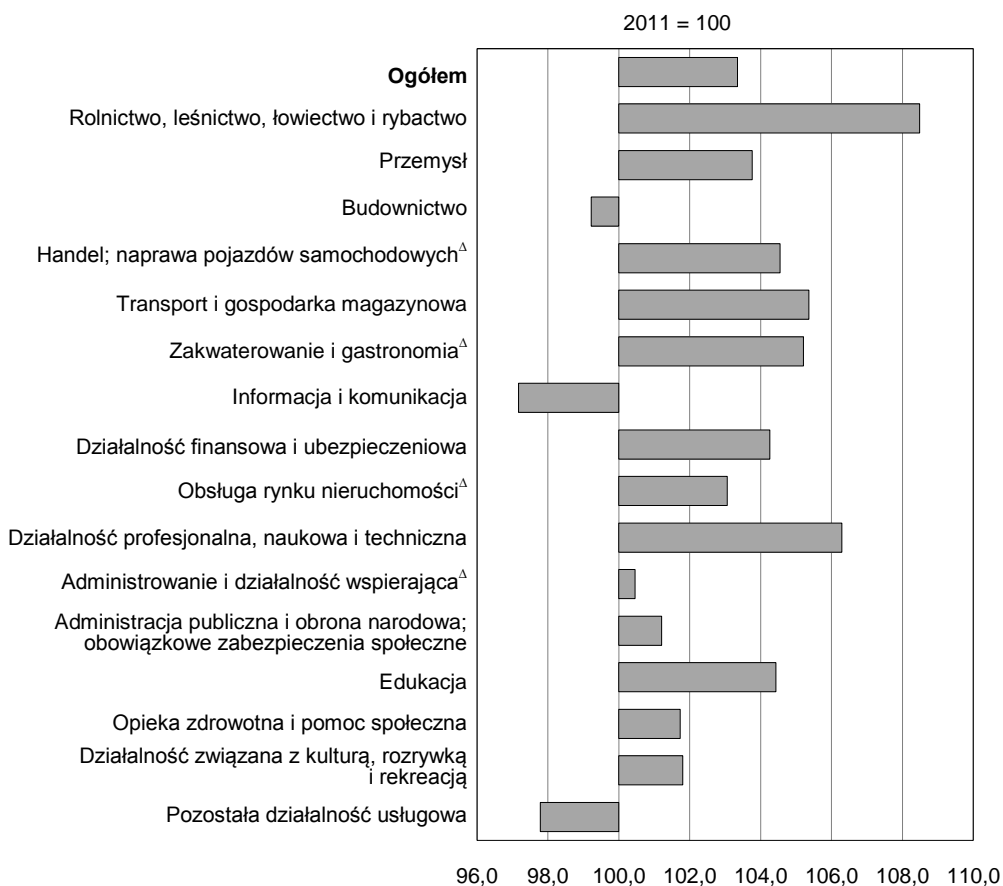 2011 = 100
Ogółem
Rolnictwo, leśnictwo, łowiectwo i rybactwo
Przemysł
Budownictwo
Handel; naprawa pojazdów samochodowych^Δ
Transport i gospodarka magazynowa
Zakwaterowanie i gastronomia^Δ
Informacja i komunikacja
Działalność finansowa i ubezpieczeniowa
Obsługa rynku nieruchomości^Δ
Działalność profesjonalna, naukowa i techniczna
Administrowanie i działalność wspierająca^Δ
Administracja publiczna i obrona narodowa;
obowiązkowe zabezpieczenia społeczne
Edukacja
Opieka zdrowotna i pomoc społeczna
Działalność związana z kulturą, rozrywką
i rekreacją
Pozostała działalność usługowa
96,0 98,0 100,0 102,0 104,0 106,0 108,0 110,0